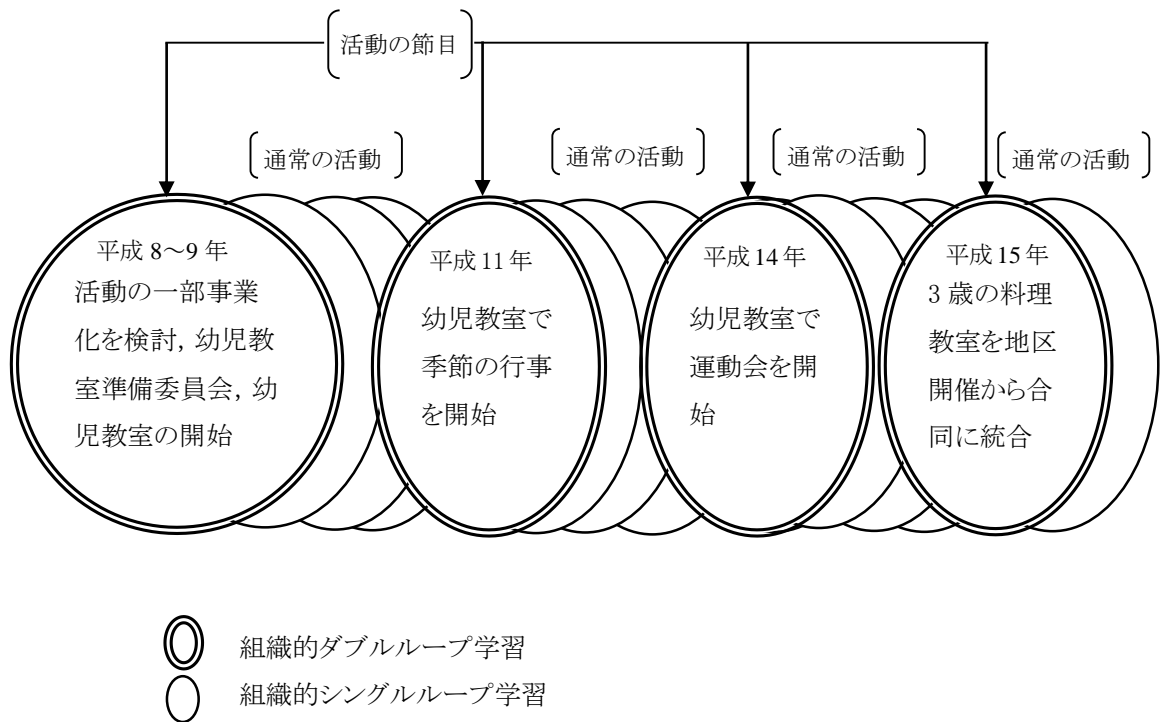 活動の節目
通常の活動
通常の活動
通常の活動
通常の活動
平成 8～9 年
活動の一部事業
化を検討, 幼児教
室準備委員会, 幼
児教室の開始
平成 11 年
幼児教室で
季節の行事
を開始
平成 14 年
幼児教室で
運動会を開
始
平成 15 年
3 歳の料理
教室を地区
開催から合
同に統合
組織的ダブルループ学習
組織的シングルループ学習